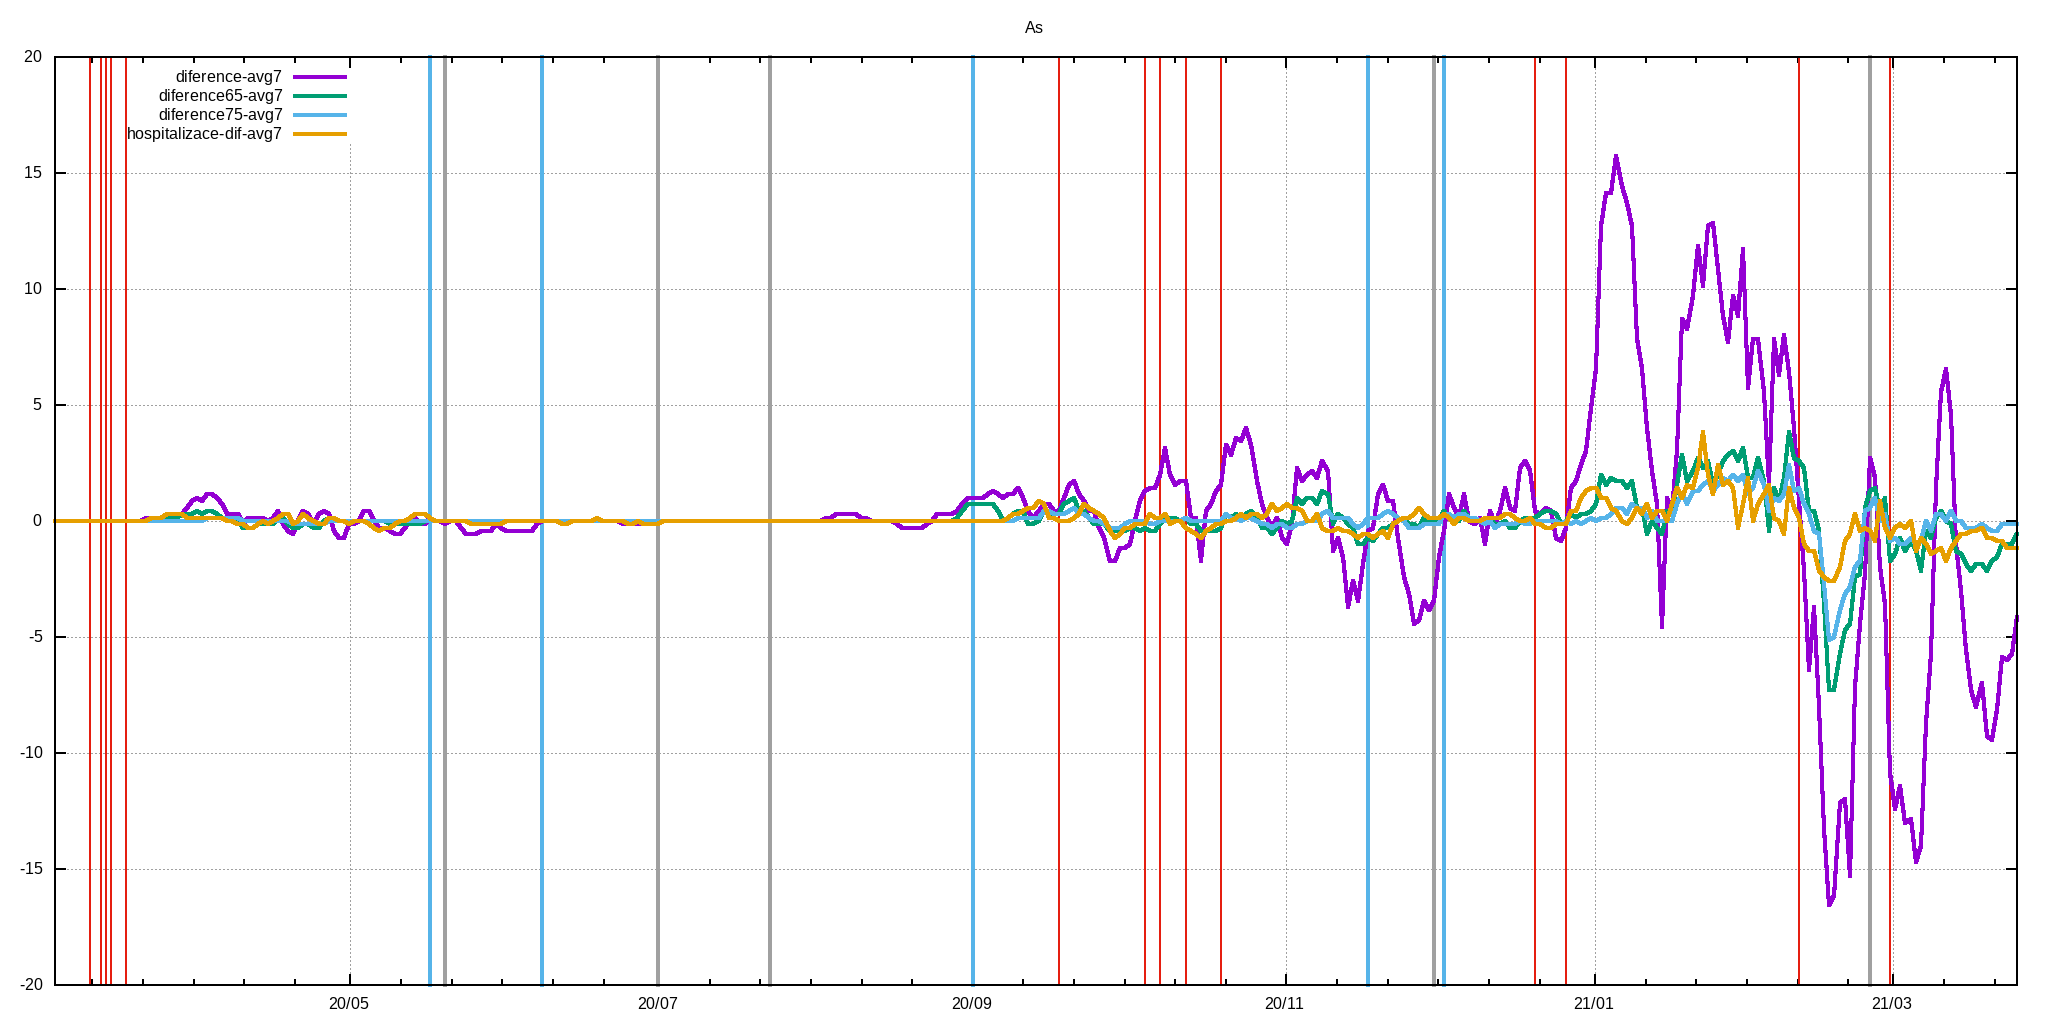 As
20
diference-avg7
diference65-avg7
diference75-avg7
hospitalizace-dif-avg7
15
10
5
0
-5
-10
-15
-20
20/05 20/07 20/09 20/11 21/01 21/03